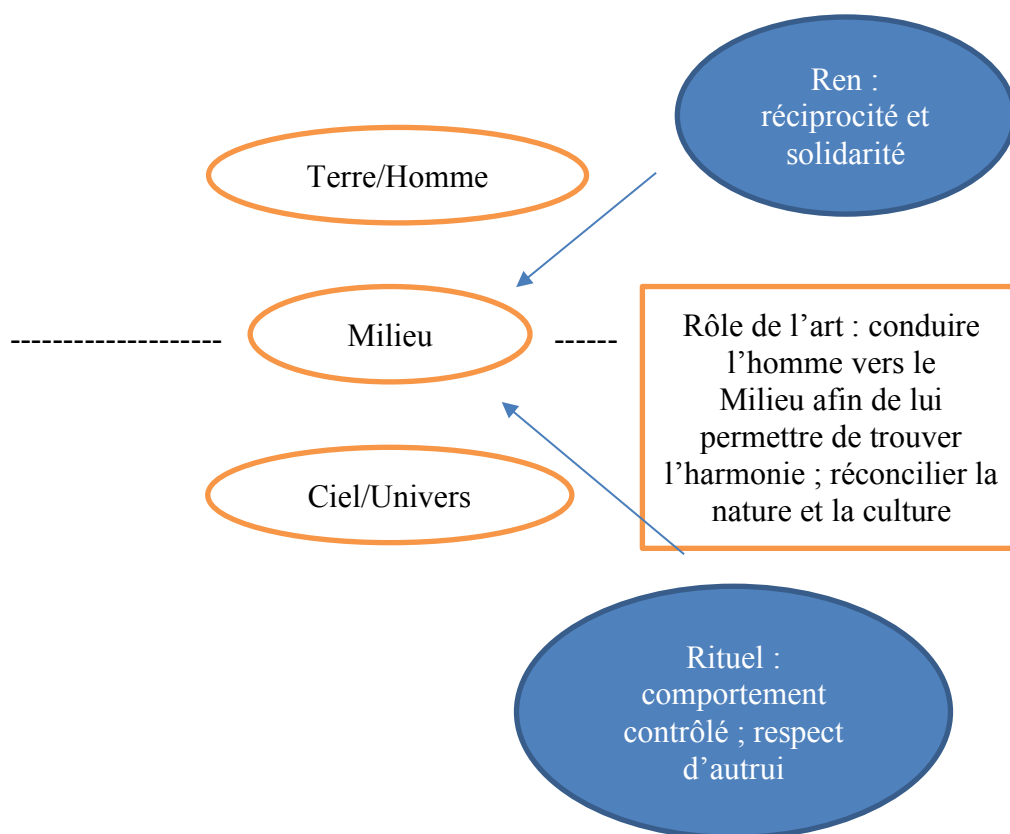 Ren :
réciprocité et
solidarité
Terre/Homme
Milieu
Rôle de l’art : conduire
l’homme vers le
Milieu afin de lui
permettre de trouver
l’harmonie ; réconcilier la
nature et la culture
Ciel/Univers
Rituel :
comportement
contrôlé ; respect
d’autrui